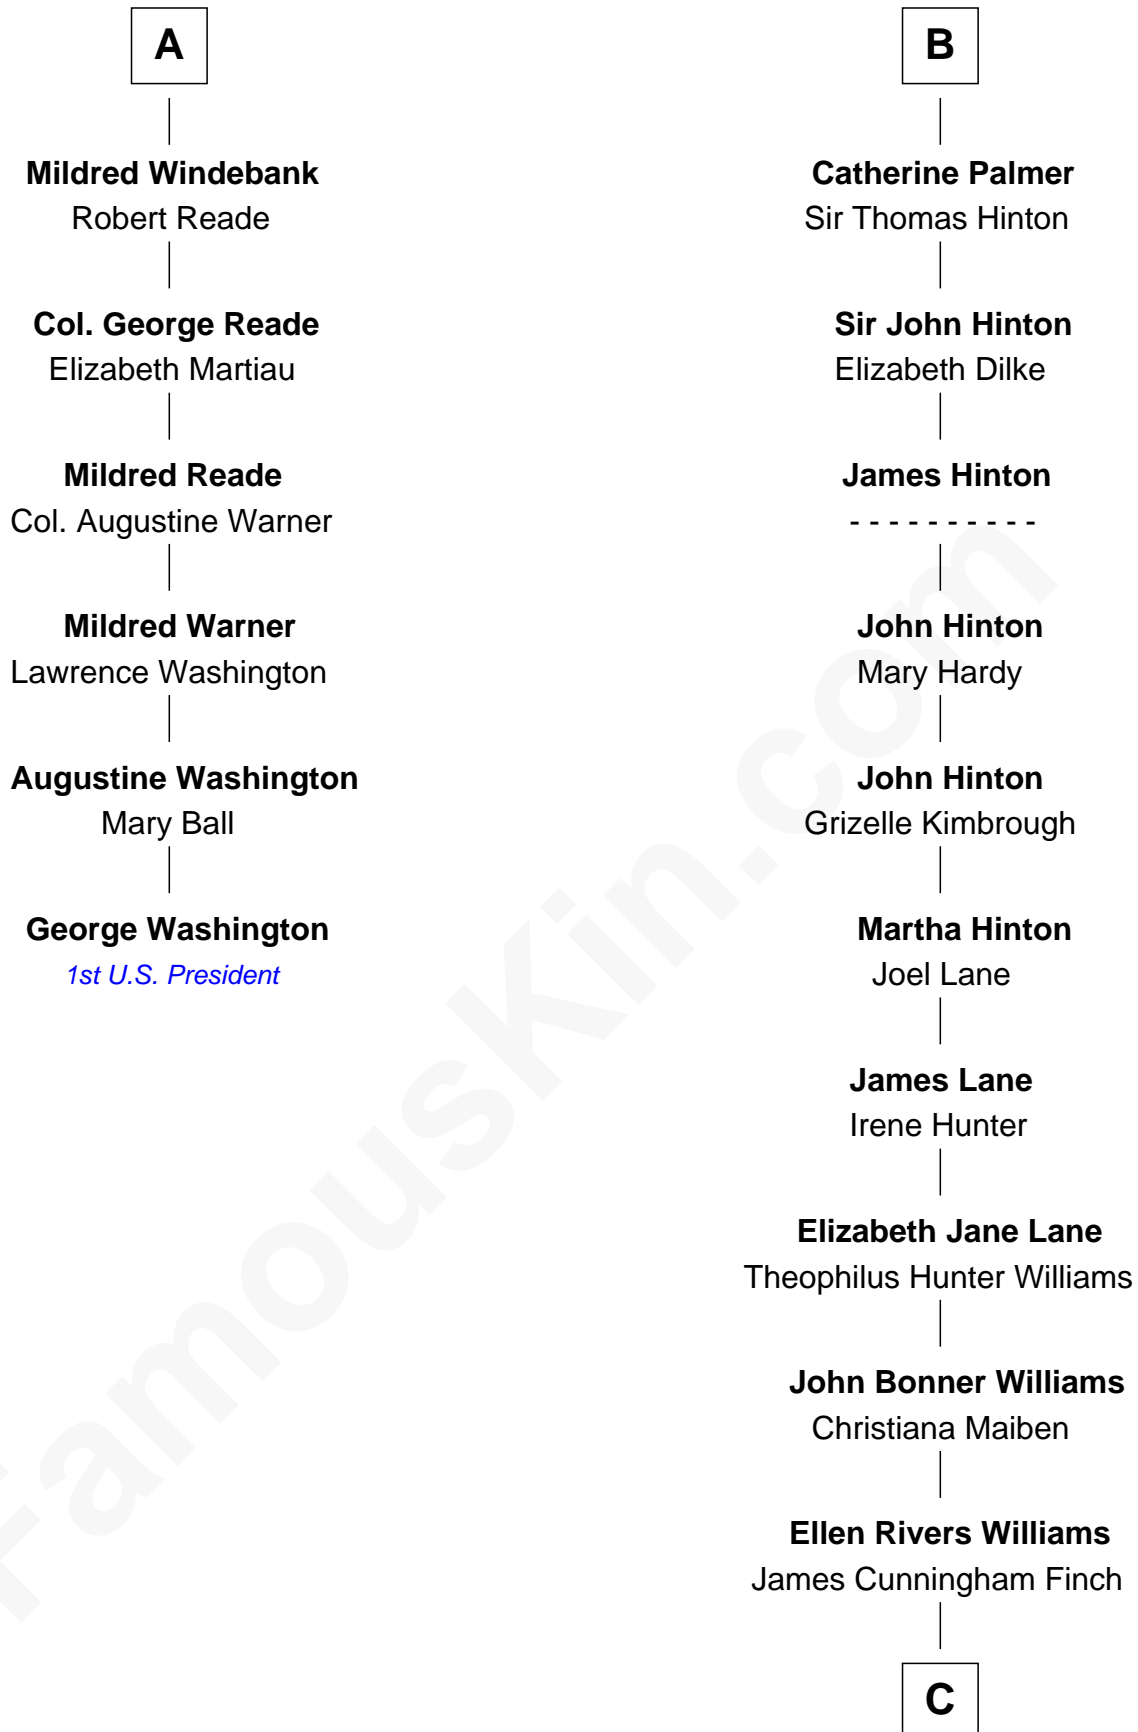 A
Mildred Windebank
Robert Reade
Col. George Reade
Elizabeth Martiau
Mildred Reade
Col. Augustine Warner
Mildred Warner
Lawrence Washington
Augustine Washington
Mary Ball
George Washington
1st U.S. President
B
Catherine Palmer
Sir Thomas Hinton
Sir John Hinton
Elizabeth Dilke
James Hinton
- - - - - - - - - -
John Hinton
Mary Hardy
John Hinton
Grizelle Kimbrough
Martha Hinton
Joel Lane
James Lane
Irene Hunter
Elizabeth Jane Lane
Theophilus Hunter Williams
John Bonner Williams
Christiana Maiben
Ellen Rivers Williams
James Cunningham Finch
C
FamousKin.com